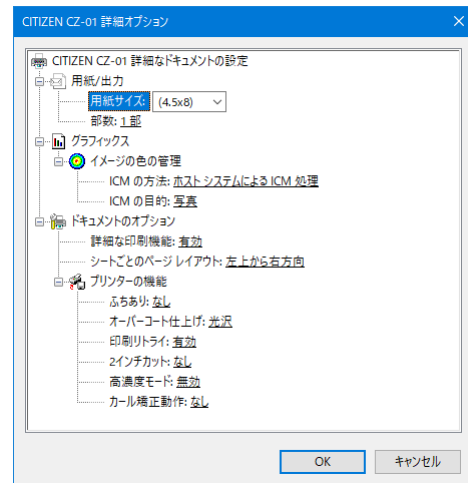 CITIZEN CZ-01 詳細オプション
CITIZEN CZ-01 詳細なドキュメントの設定
用紙/出力
用紙サイズ: (4.5x8)
部数: 1 部
グラフィックス
イメージの色の管理
ICM の方法: ホスト システムによる ICM 処理
ICM の目的: 写真
ドキュメントのオプション
詳細な印刷機能: 有効
シートごとのページ レイアウト: 左上から右方向
プリンターの機能
ふちあり: なし
オーバーコート仕上げ: 光沢
印刷リトライ: 有効
2インチカット: なし
高濃度モード: 無効
カール矯正動作: なし
OK キャンセル